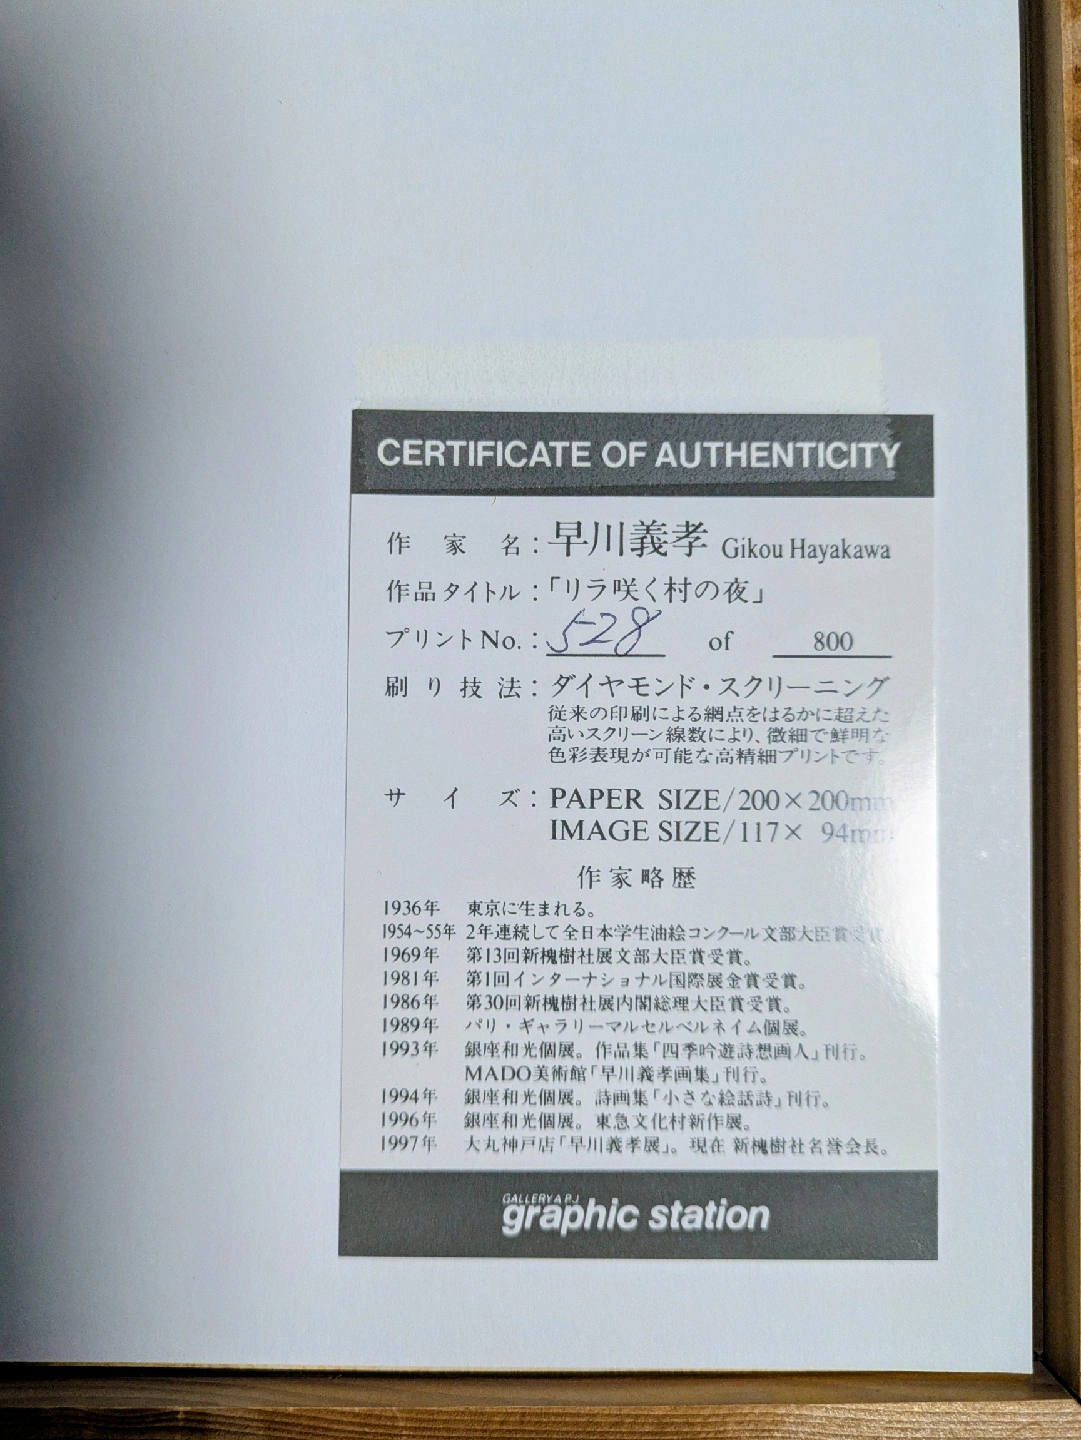 CERTIFICATE OF AUTHENTICITY
作家名：早川義孝 Gikou Hayakawa
作品タイトル：「リラ咲く村の夜」
プリントNo.：528 of 800
刷り技法：ダイヤモンド・スクリーニング
従来の印刷による網点をはるかに超えた
高いスクリーン線数により、微細で鮮明な
色彩表現が可能な高精細プリントです。
サイズ：PAPER SIZE/200×200mm
IMAGE SIZE/117× 94mm
作家略歴
1936年 東京に生まれる。
1954~55年 2年連続して全日本学生油絵コンクール文部大臣賞受賞。
1969年 第13回新槐樹社展文部大臣賞受賞。
1981年 第1回インターナショナル国際展金賞受賞。
1986年 第30回新槐樹社展内閣総理大臣賞受賞。
1989年 パリ・ギャラリーマルセルベルネイム個展。
1993年 銀座和光個展。作品集「四季吟遊詩想画人」刊行。
MADO美術館「早川義孝画集」刊行。
1994年 銀座和光個展。詩画集「小さな絵話詩」刊行。
1996年 銀座和光個展。東急文化村新作展。
1997年 大丸神戸店「早川義孝展」。現在 新槐樹社名誉会長。
GALLERY A P.J
graphic station